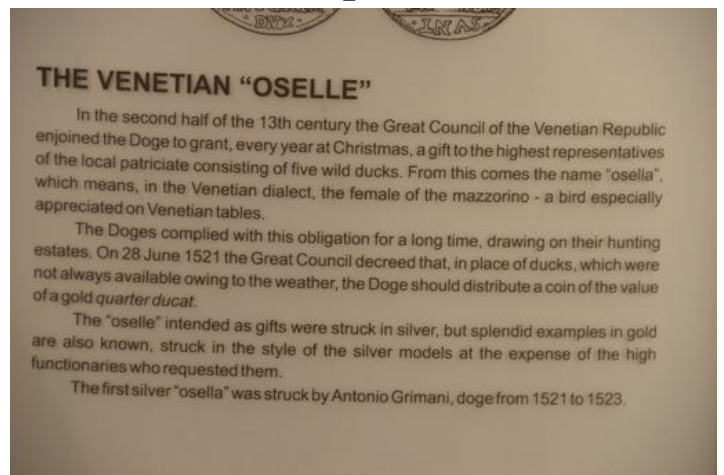 DVX·
·INAS·
THE VENETIAN “OSELLE”
In the second half of the 13th century the Great Council of the Venetian Republic
enjoined the Doge to grant, every year at Christmas, a gift to the highest representatives
of the local patriciate consisting of five wild ducks. From this comes the name “osella”,
which means, in the Venetian dialect, the female of the mazzorino - a bird especially
appreciated on Venetian tables.
The Doges complied with this obligation for a long time, drawing on their hunting
estates. On 28 June 1521 the Great Council decreed that, in place of ducks, which were
not always available owing to the weather, the Doge should distribute a coin of the value
of a gold quarter ducat.
The “oselle” intended as gifts were struck in silver, but splendid examples in gold
are also known, struck in the style of the silver models at the expense of the high
functionaries who requested them.
The first silver “osella” was struck by Antonio Grimani, doge from 1521 to 1523.